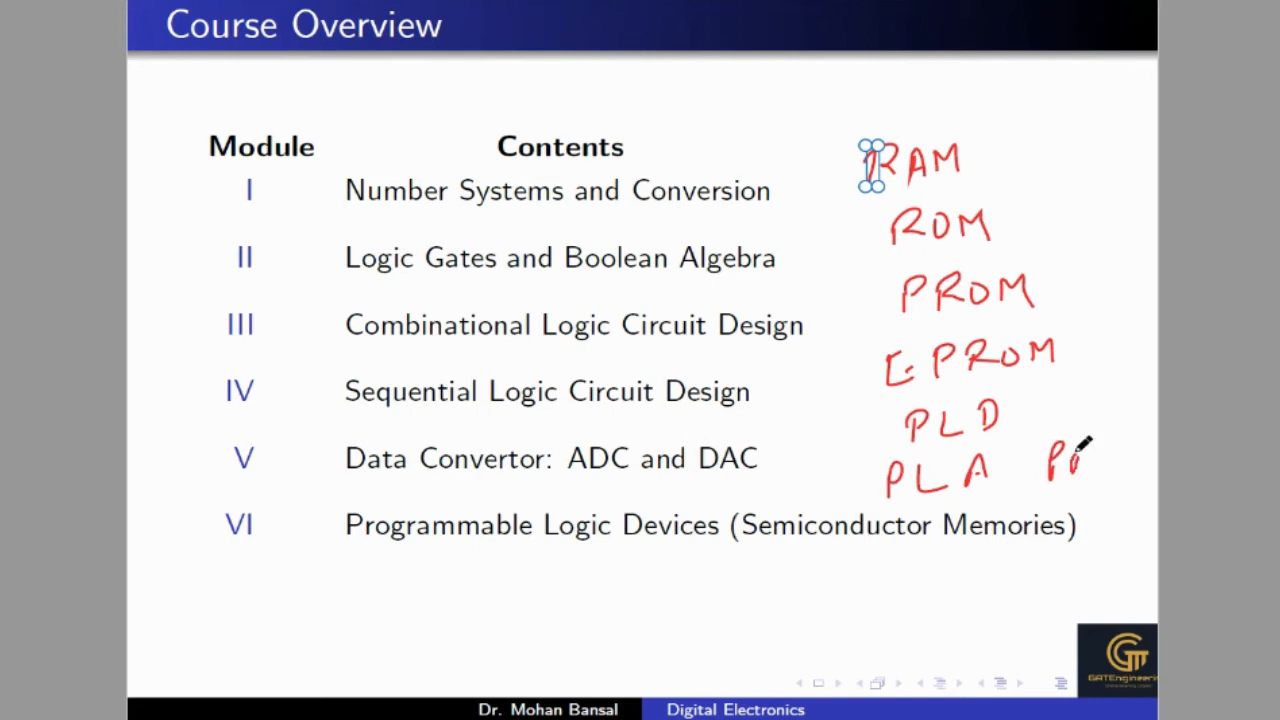 Course Overview
Module Contents
I Number Systems and Conversion
II Logic Gates and Boolean Algebra
III Combinational Logic Circuit Design
IV Sequential Logic Circuit Design
V Data Convertor: ADC and DAC
VI Programmable Logic Devices (Semiconductor Memories)
RAM
ROM
PROM
EPROM
PLD
PLA
GATEngineerin
Dr. Mohan Bansal Digital Electronics